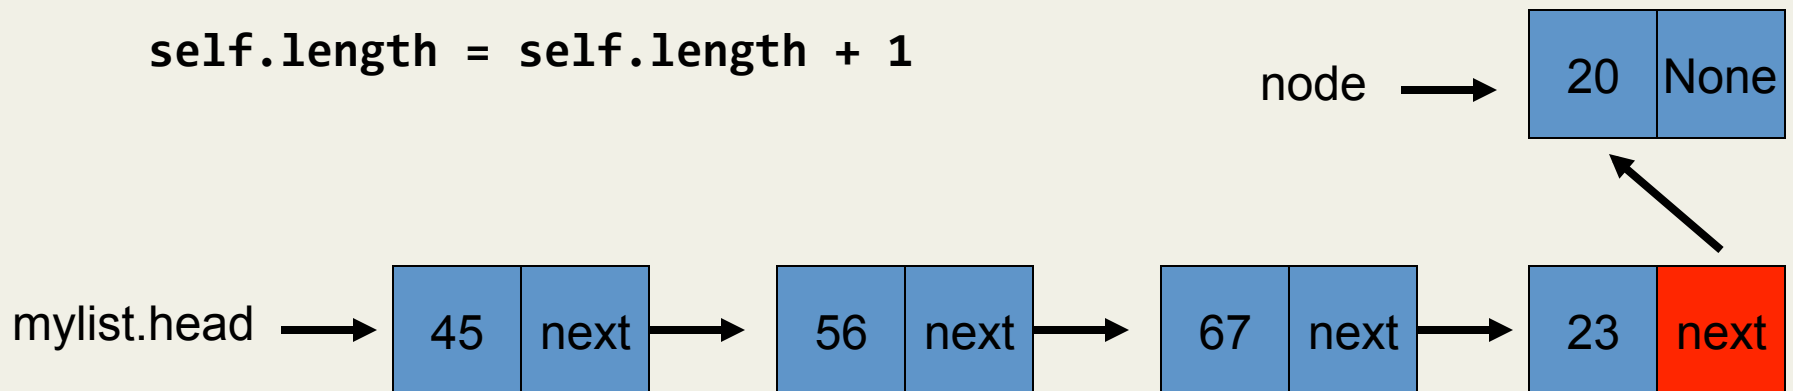 self.length = self.length + 1
node 20 None
mylist.head 45 next 56 next 67 next 23 next